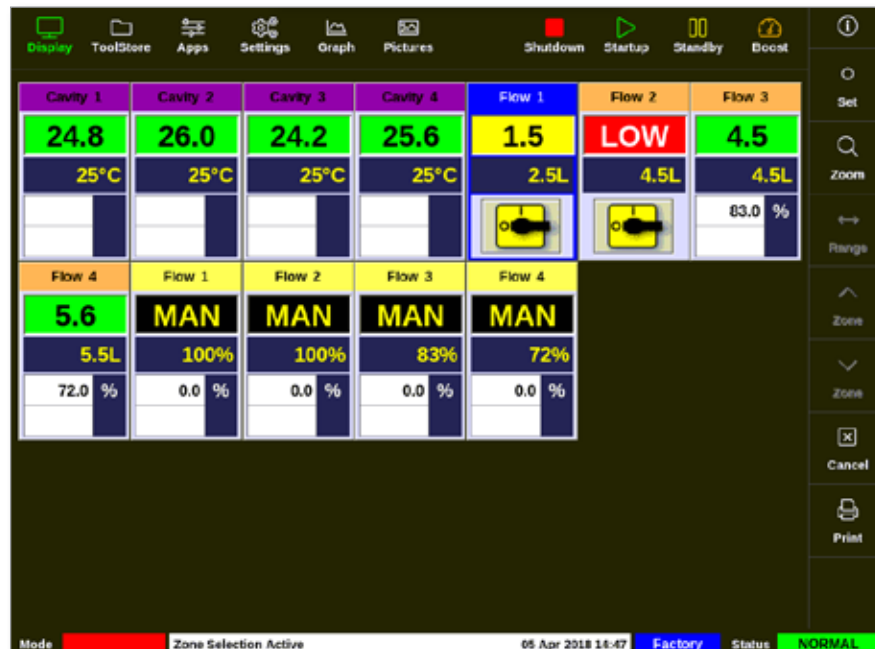 Display ToolStore Apps Settings Graph Pictures Shutdown Startup Standby Boost
Set
Zoom
Range
Zone
Zone
Cancel
Print
Cavity 1 Cavity 2 Cavity 3 Cavity 4 Flow 1 Flow 2 Flow 3
24.8 26.0 24.2 25.6 1.5 LOW 4.5
25°C 25°C 25°C 25°C 2.5L 4.5L 4.5L
83.0 %
Flow 4 Flow 1 Flow 2 Flow 3 Flow 4
5.6 MAN MAN MAN MAN
5.5L 100% 100% 83% 72%
72.0 % 0.0 % 0.0 % 0.0 % 0.0 %
Mode Zone Selection Active 05 Apr 2018 14:47 Factory Status NORMAL